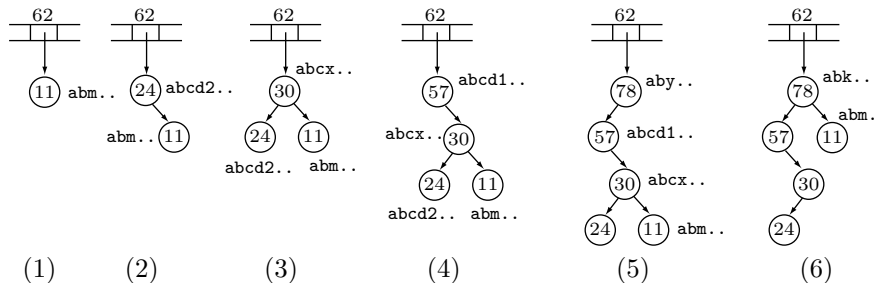 62 62 62 62 62 62
11 abm..
24 abcd2..
abm.. 11
abcx..
30
24 11
abcd2.. abm..
57 abcd1..
abcx.. 30
24 11
abcd2.. abm..
78 aby..
57 abcd1..
30 abcx..
24 11 abm..
abk..
78 abm.
57 11
30
24
(1) (2) (3) (4) (5) (6)